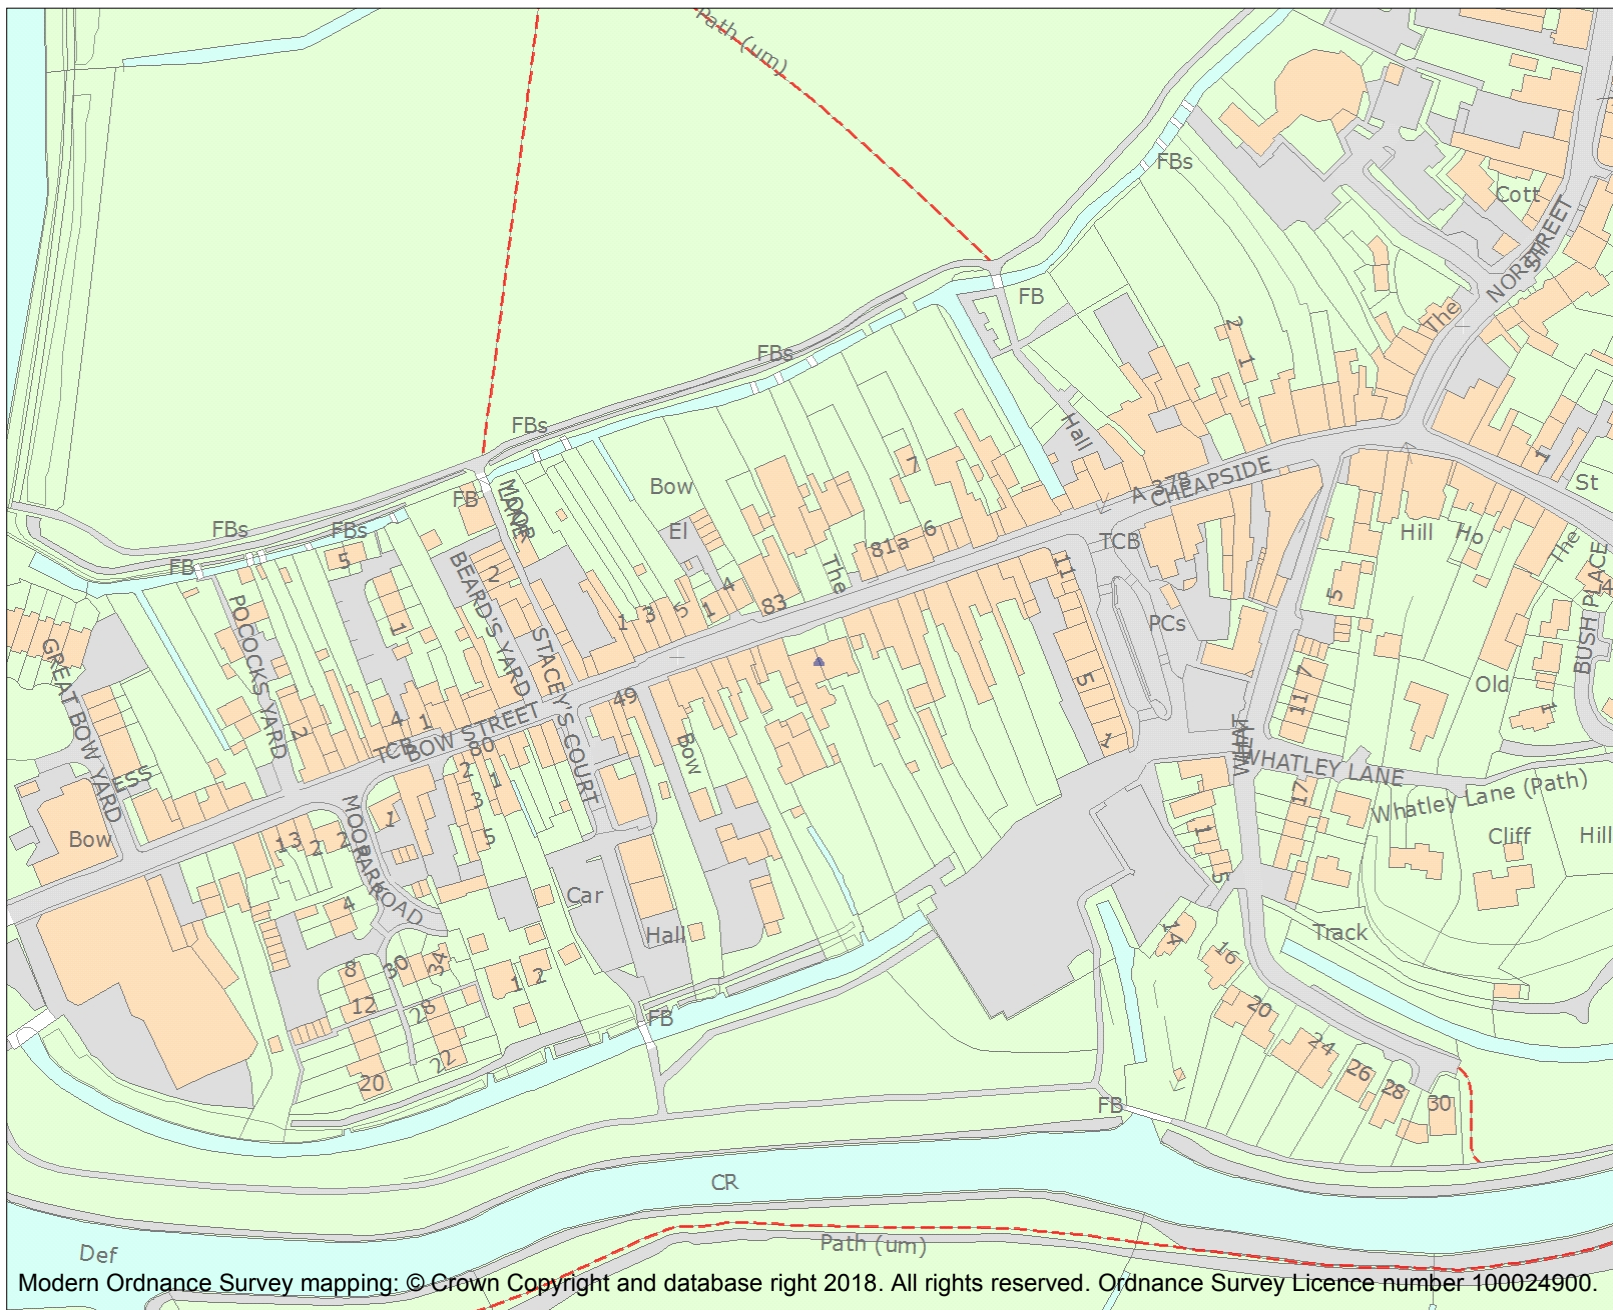 Path (um)
FBs
Cott
NORTH STREET
FB
The
2
1
FBs
Hall
FBs
A 378
CHEAPSIDE
1
St
7
Bow
FB
MOOR LANE
FBs
FBs
El
81a
6
TCB
Hill
Ho
The
5
FB
2
The
11
BUSH PLACE
4
BEARD'S YARD
4
83
5
POCOCKS YARD
1
1
3
5
1
PCs
GREAT BOW YARD
STACEY'S COURT
5
7
11
Old
1
49
2
4
1
TCB
BOW STREET
80
Bow
1
WHATLEY LANE
Whatley Lane (Path)
ESS
2
1
3
17
Bow
MOOR PARK ROAD
1
13
2
2
5
1
5
Cliff
Hill
4
Car
Hall
14
16
Track
8
30
34
1
2
12
28
FB
20
24
22
26
28
20
FB
30
CR
Def
Path (um)
Modern Ordnance Survey mapping: © Crown Copyright and database right 2018. All rights reserved. Ordnance Survey Licence number 100024900.